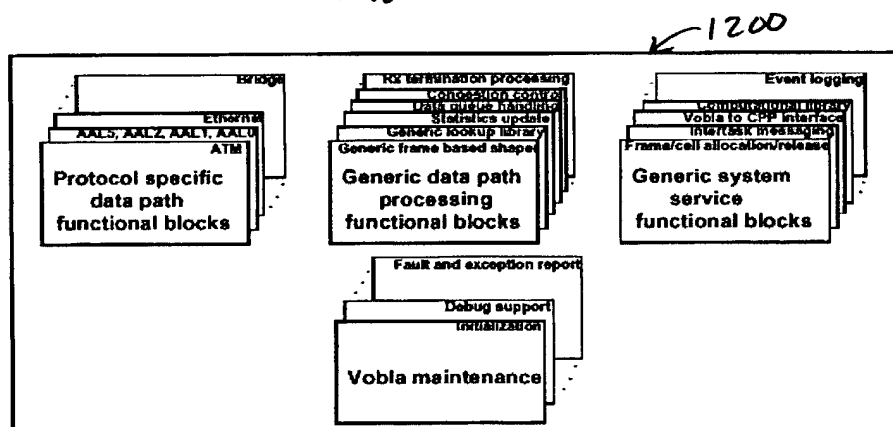 1200
Bridge
Ethernet
AAL5, AAL2, AAL1, AAL0
ATM
Protocol specific
data path
functional blocks
Rx termination processing
Congestion control
Data queue handling
Statistics update
Generic lookup library
Generic frame based shaper
Generic data path
processing
functional blocks
Event logging
Computational library
Vobla to CPP interface
Intertask messaging
Frame/cell allocation/release
Generic system
service
functional blocks
Fault and exception report
Debug support
Initialization
Vobla maintenance